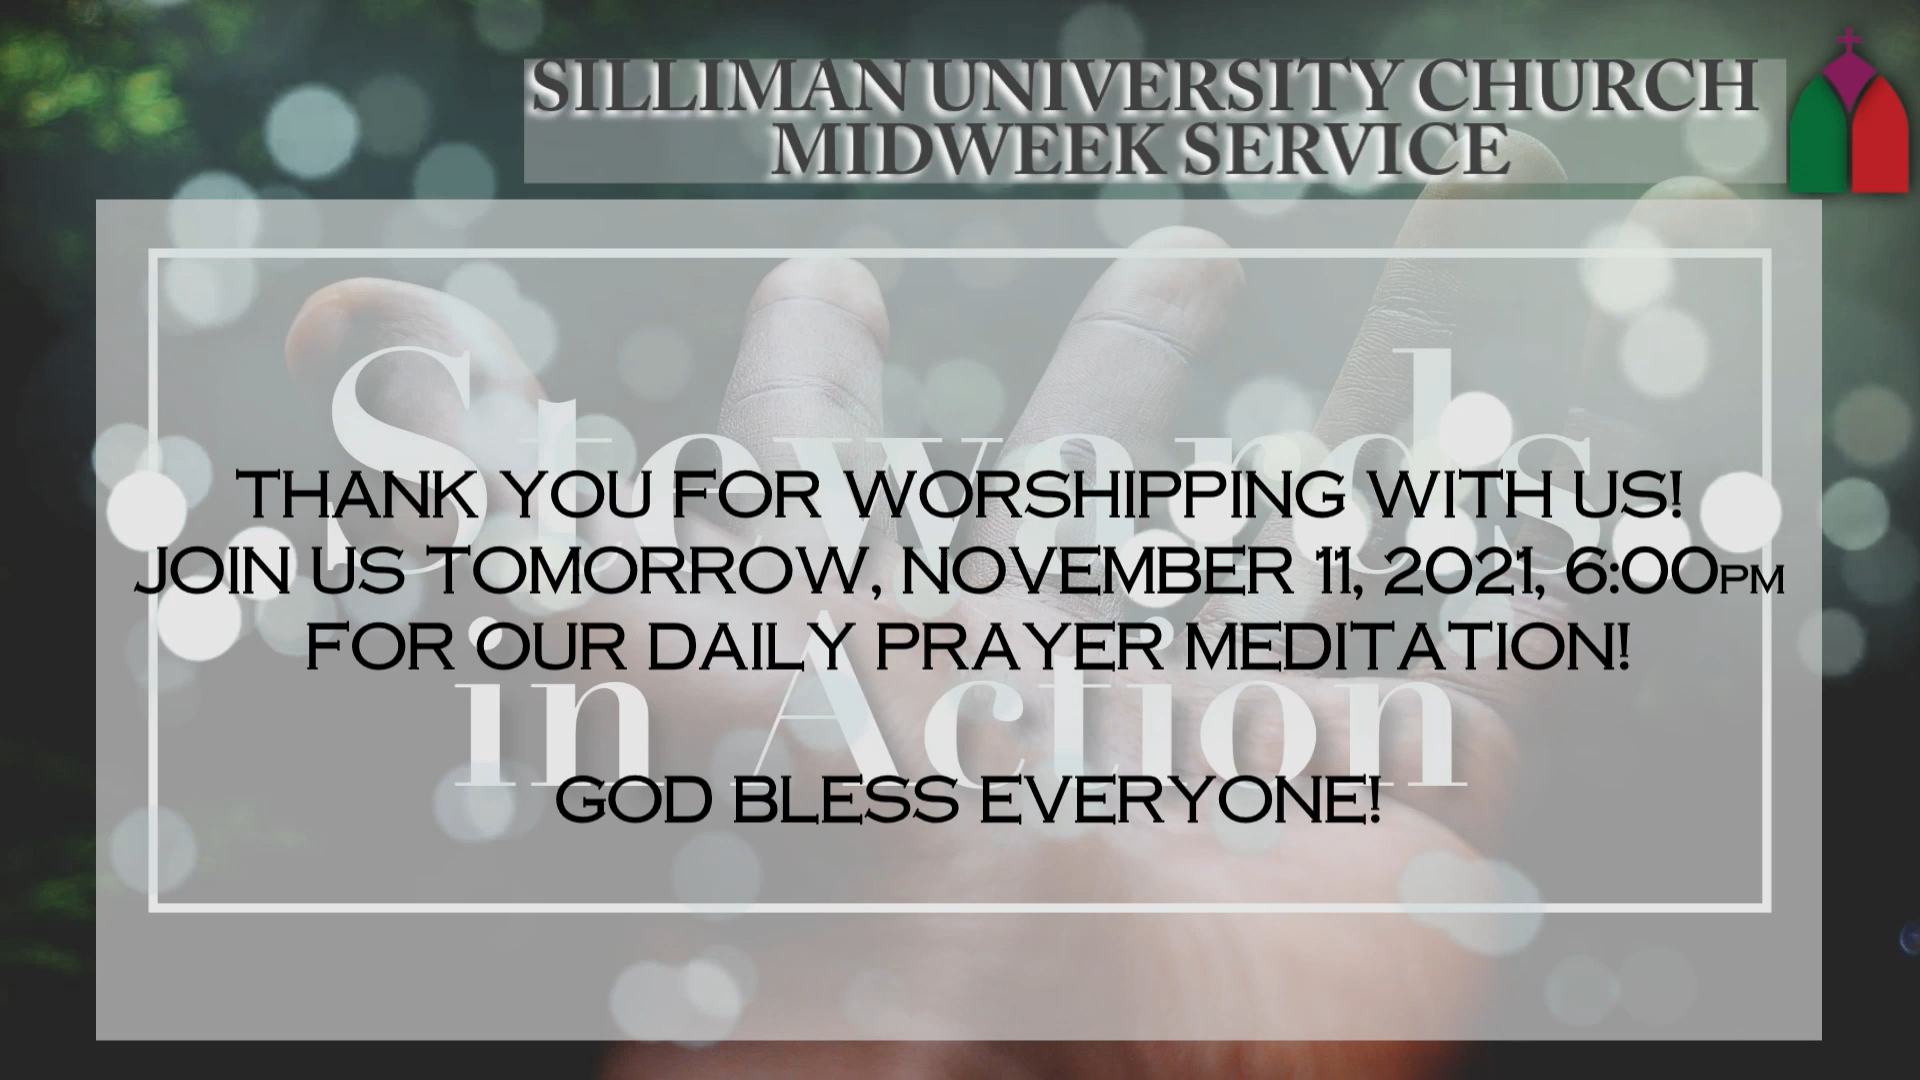 SILLIMAN UNIVERSITY CHURCH
MIDWEEK SERVICE
Stewards
in Action
THANK YOU FOR WORSHIPPING WITH US!
JOIN US TOMORROW, NOVEMBER 11, 2021, 6:00PM
FOR OUR DAILY PRAYER MEDITATION!
GOD BLESS EVERYONE!